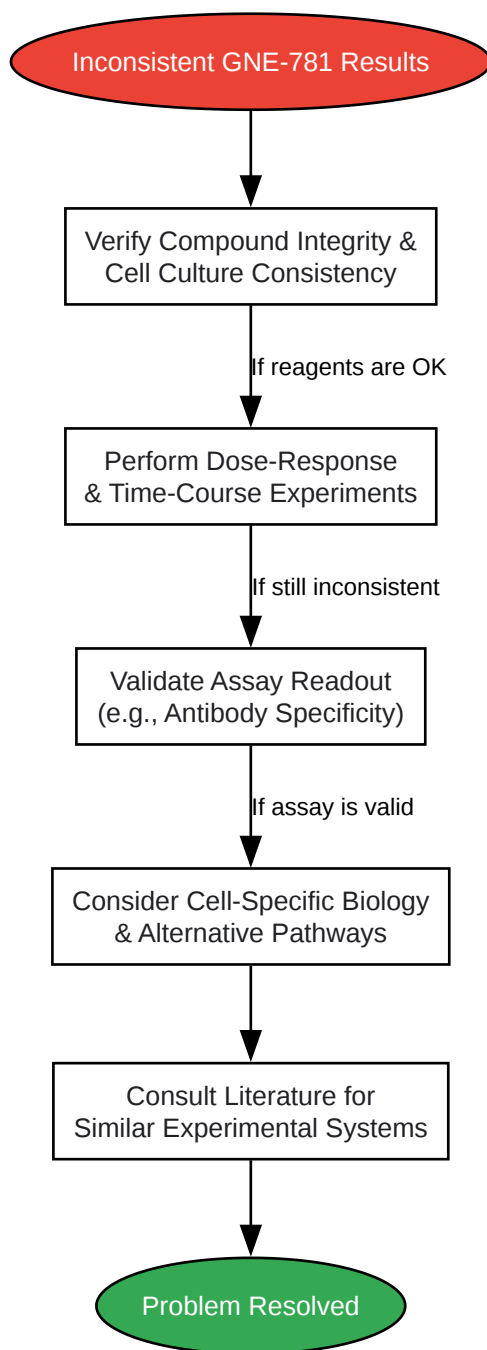 Inconsistent GNE-781 Results
Verify Compound Integrity &
Cell Culture Consistency
If reagents are OK
Perform Dose-Response
& Time-Course Experiments
If still inconsistent
Validate Assay Readout
(e.g., Antibody Specificity)
If assay is valid
Consider Cell-Specific Biology
& Alternative Pathways
Consult Literature for
Similar Experimental Systems
Problem Resolved